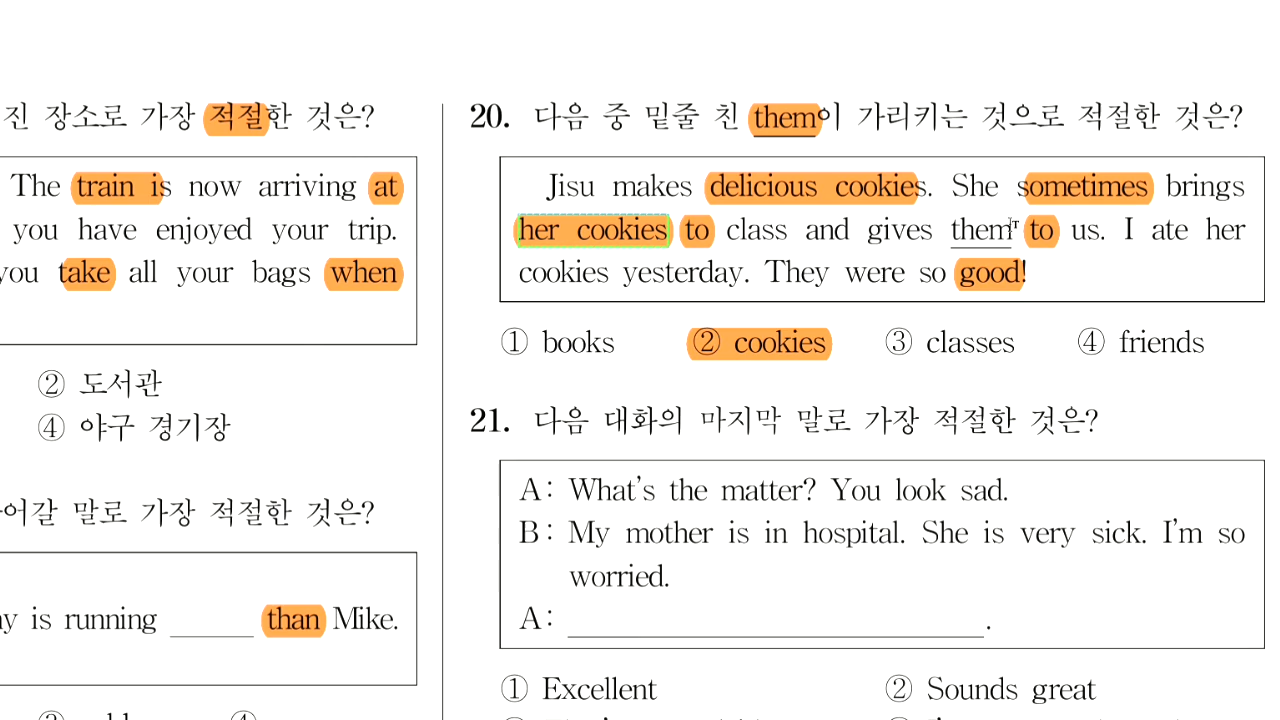 진 장소로 가장 적절한 것은?
The train is now arriving at
you have enjoyed your trip.
you take all your bags when
② 도서관
④ 야구 경기장
어갈 말로 가장 적절한 것은?
is running ______ than Mike.
20. 다음 중 밑줄 친 them이 가리키는 것으로 적절한 것은?
Jisu makes delicious cookies. She sometimes brings
her cookies to class and gives them to us. I ate her
cookies yesterday. They were so good!
① books ② cookies ③ classes ④ friends
21. 다음 대화의 마지막 말로 가장 적절한 것은?
A: What's the matter? You look sad.
B: My mother is in hospital. She is very sick. I'm so
worried.
A: ______.
① Excellent ② Sounds great